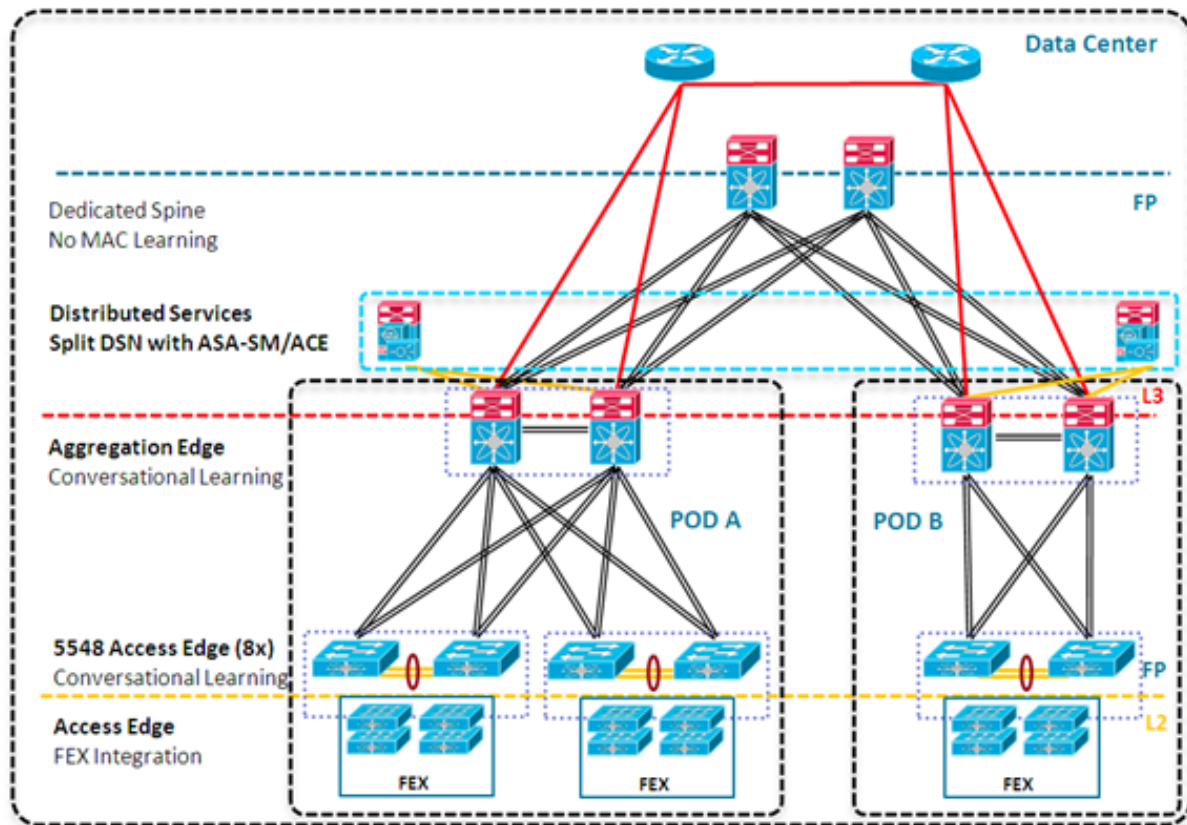 Data Center
FP
Dedicated Spine
No MAC Learning
Distributed Services
Split DSN with ASA-SM/ACE
L3
Aggregation Edge
Conversational Learning
POD A
POD B
5548 Access Edge (8x)
Conversational Learning
FP
L2
Access Edge
FEX Integration
FEX
FEX
FEX